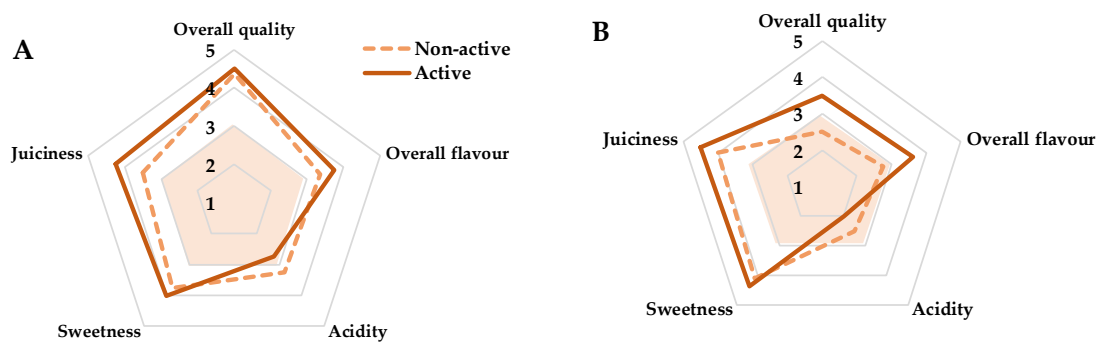 A
Overall quality
5
4
3
2
1
Non-active
Active
Juiciness
Overall flavour
Sweetness
Acidity
B
Overall quality
5
4
3
2
1
Juiciness
Overall flavour
Sweetness
Acidity